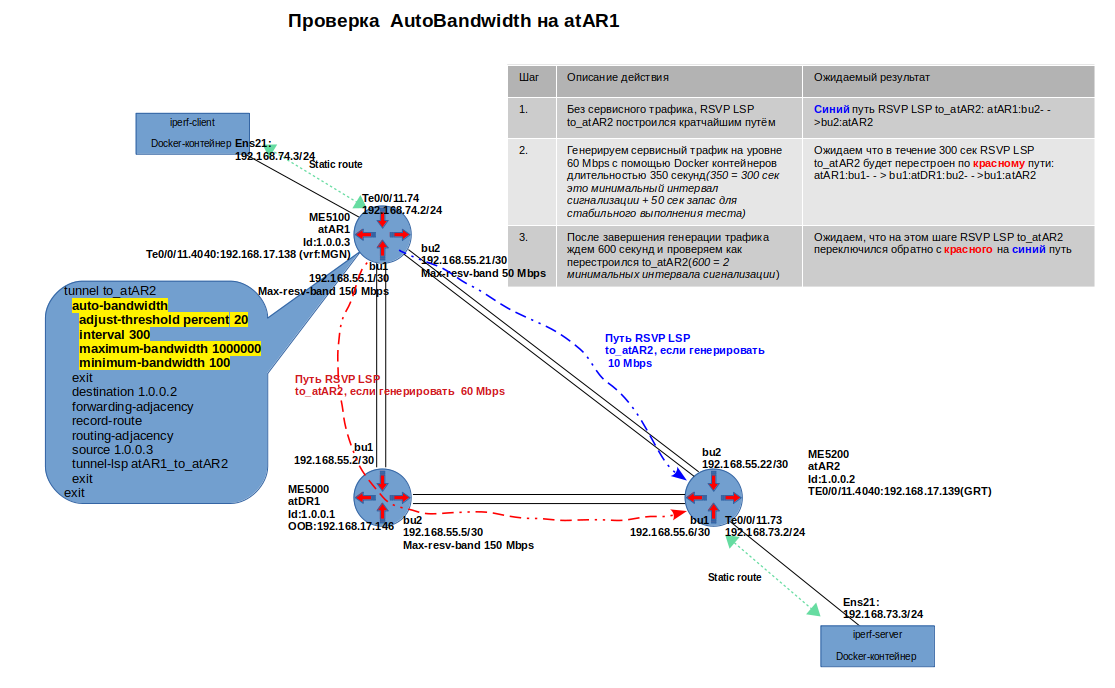 Проверка AutoBandwidth на atAR1
Шаг
Описание действия
Ожидаемый результат
1.
Без сервисного трафика, RSVP LSP
to_atAR2 построился кратчайшим путём
Синий путь RSVP LSP to_atAR2: atAR1:bu2- -
>bu2:atAR2
2.
Генерируем сервисный трафик на уровне
60 Mbps с помощью Docker контейнеров
длительностью 350 секунд(350 = 300 сек
это минимальный интервал
сигнализации + 50 сек запас для
стабильного выполнения теста)
Ожидаем что в течение 300 сек RSVP LSP
to_atAR2 будет перестроен по красному пути:
atAR1:bu1- - > bu1:atDR1:bu2- - >bu1:atAR2
3.
После завершения генерации трафика
ждем 600 секунд и проверяем как
перестроился to_atAR2(600 = 2
минимальных интервала сигнализации)
Ожидаем, что на этом шаге RSVP LSP to_atAR2
переключился обратно с красного на синий путь
iperf-client
Docker-контейнер
Ens21:
192.168.74.3/24
Static route
Te0/0/11.74
192.168.74.2/24
ME5100
atAR1
Id:1.0.0.3
Te0/0/11.4040:192.168.17.138 (vrf:MGN)
bu2
192.168.55.21/30
Max-resv-band 50 Mbps
bu1
192.168.55.1/30
Max-resv-band 150 Mbps
tunnel to_atAR2
auto-bandwidth
adjust-threshold percent 20
interval 300
maximum-bandwidth 1000000
minimum-bandwidth 100
exit
destination 1.0.0.2
forwarding-adjacency
record-route
routing-adjacency
source 1.0.0.3
tunnel-lsp atAR1_to_atAR2
exit
exit
Путь RSVP LSP
to_atAR2, если генерировать
10 Mbps
Путь RSVP LSP
to_atAR2, если генерировать 60 Mbps
bu1
192.168.55.2/30
ME5000
atDR1
Id:1.0.0.1
OOB:192.168.17.146
bu2
192.168.55.5/30
Max-resv-band 150 Mbps
bu2
192.168.55.22/30
ME5200
atAR2
Id:1.0.0.2
TE0/0/11.4040:192.168.17.139(GRT)
bu1
192.168.55.6/30
Te0/0/11.73
192.168.73.2/24
Static route
Ens21:
192.168.73.3/24
iperf-server
Docker-контейнер